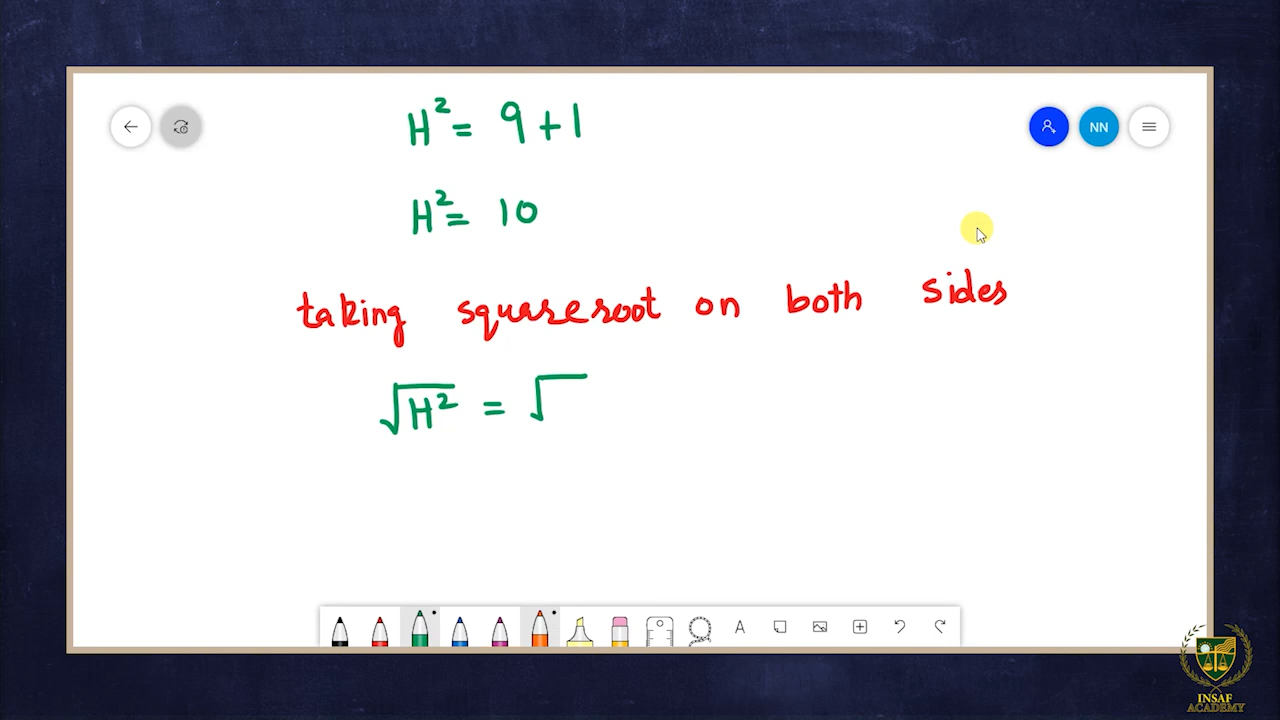 H² = 9 + 1
NN
H² = 10
taking squareroot on both sides
√H² = √
A
INSAF
ACADEMY